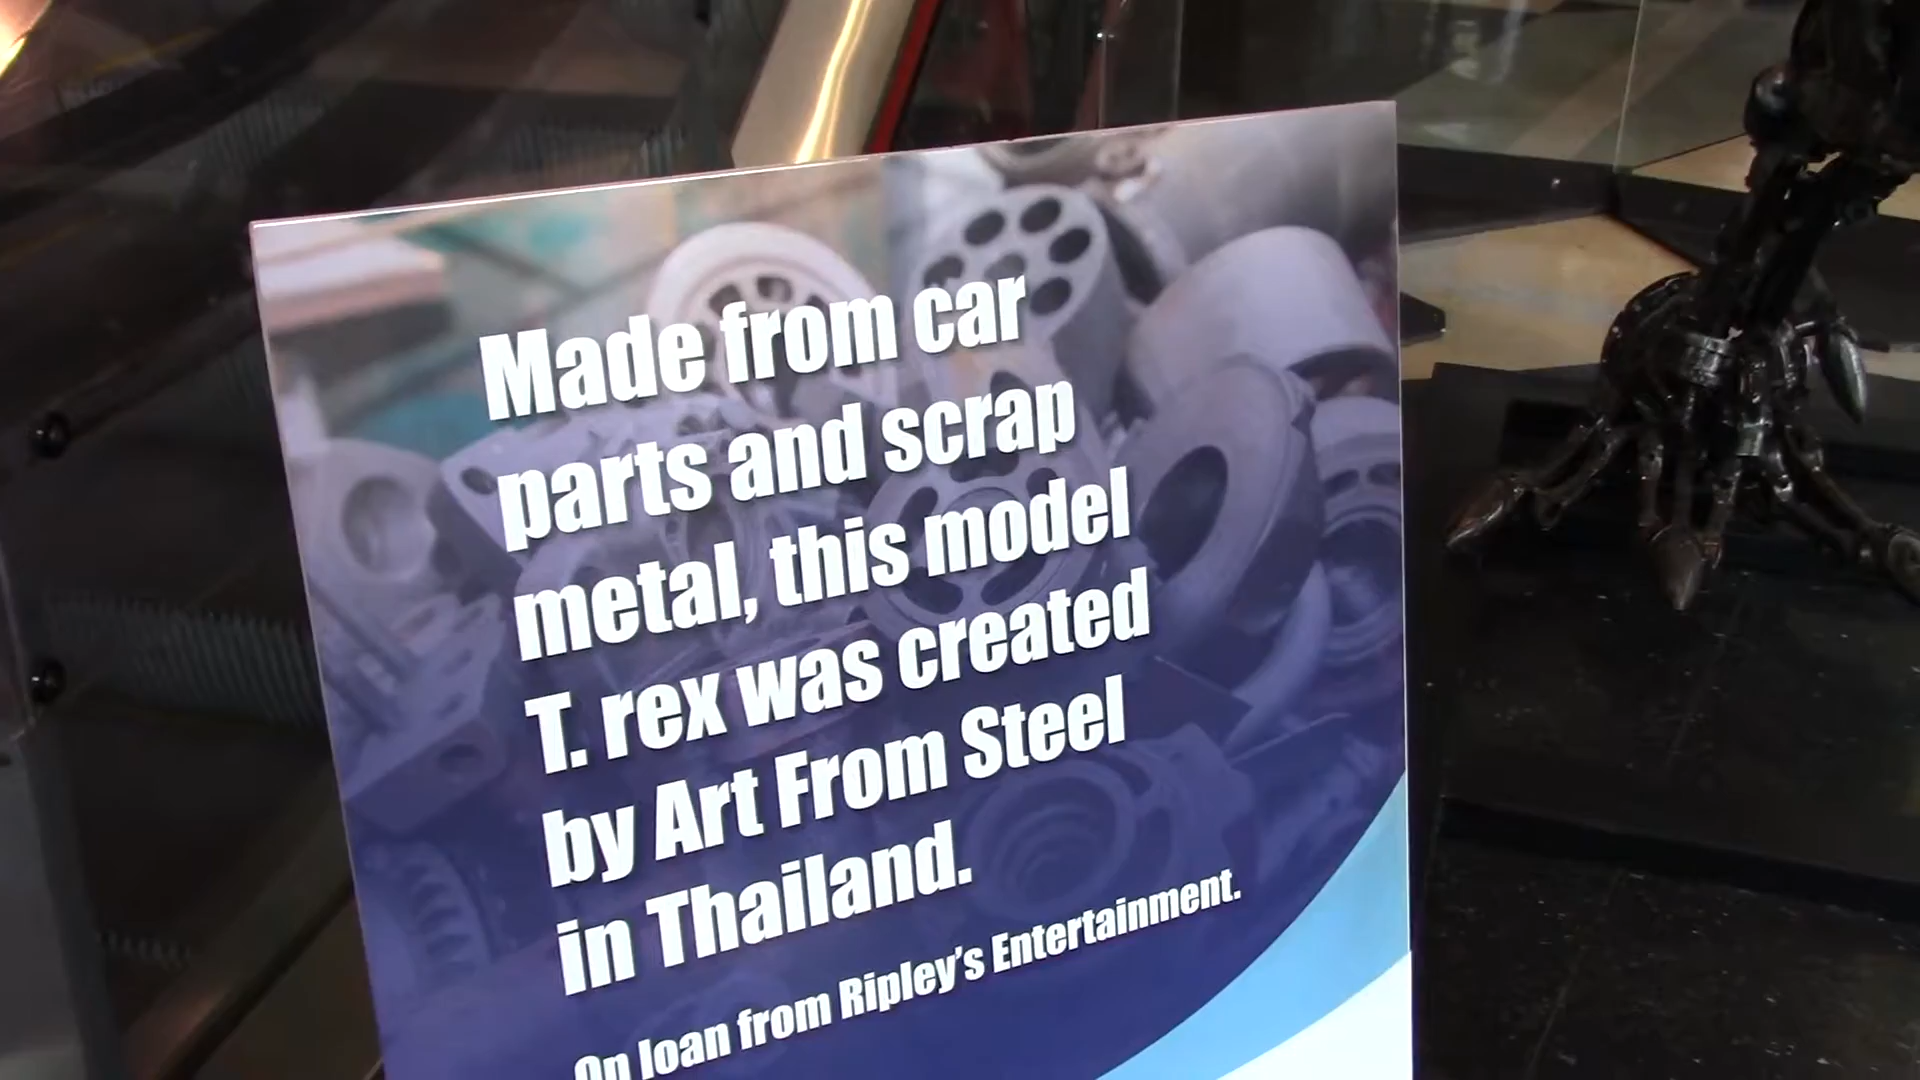 Made from car
parts and scrap
metal, this model
T. rex was created
by Art From Steel
in Thailand.
On loan from Ripley's Entertainment.